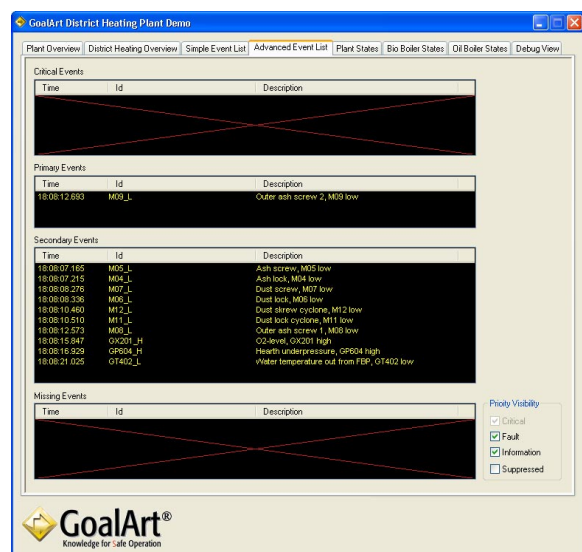 GoalArt District Heating Plant Demo
Plant Overview District Heating Overview Simple Event List Advanced Event List Plant States Bio Boiler States Oil Boiler States Debug View
Critical Events
Time Id Description
Primary Events
Time Id Description
18:08:12.693 M09_L Outer ash screw 2, M09 low
Secondary Events
Time Id Description
18:08:07.165 M05_L Ash screw, M05 low
18:08:07.215 M04_L Ash lock, M04 low
18:08:08.276 M07_L Dust screw, M07 low
18:08:08.336 M06_L Dust lock, M06 low
18:08:10.460 M12_L Dust skrew cyclone, M12 low
18:08:10.510 M11_L Dust lock cyclone, M11 low
18:08:12.573 M08_L Outer ash screw 1, M08 low
18:08:15.847 GX201_H O2-level, GX201 high
18:08:16.929 GP604_H Hearth underpressure, GP604 high
18:08:21.025 GT402_L Water temperature out from FBP, GT402 low
Missing Events
Time Id Description
Prioity Visibility
Critical
Fault
Information
Suppressed
GoalArt®
Knowledge for Safe Operation